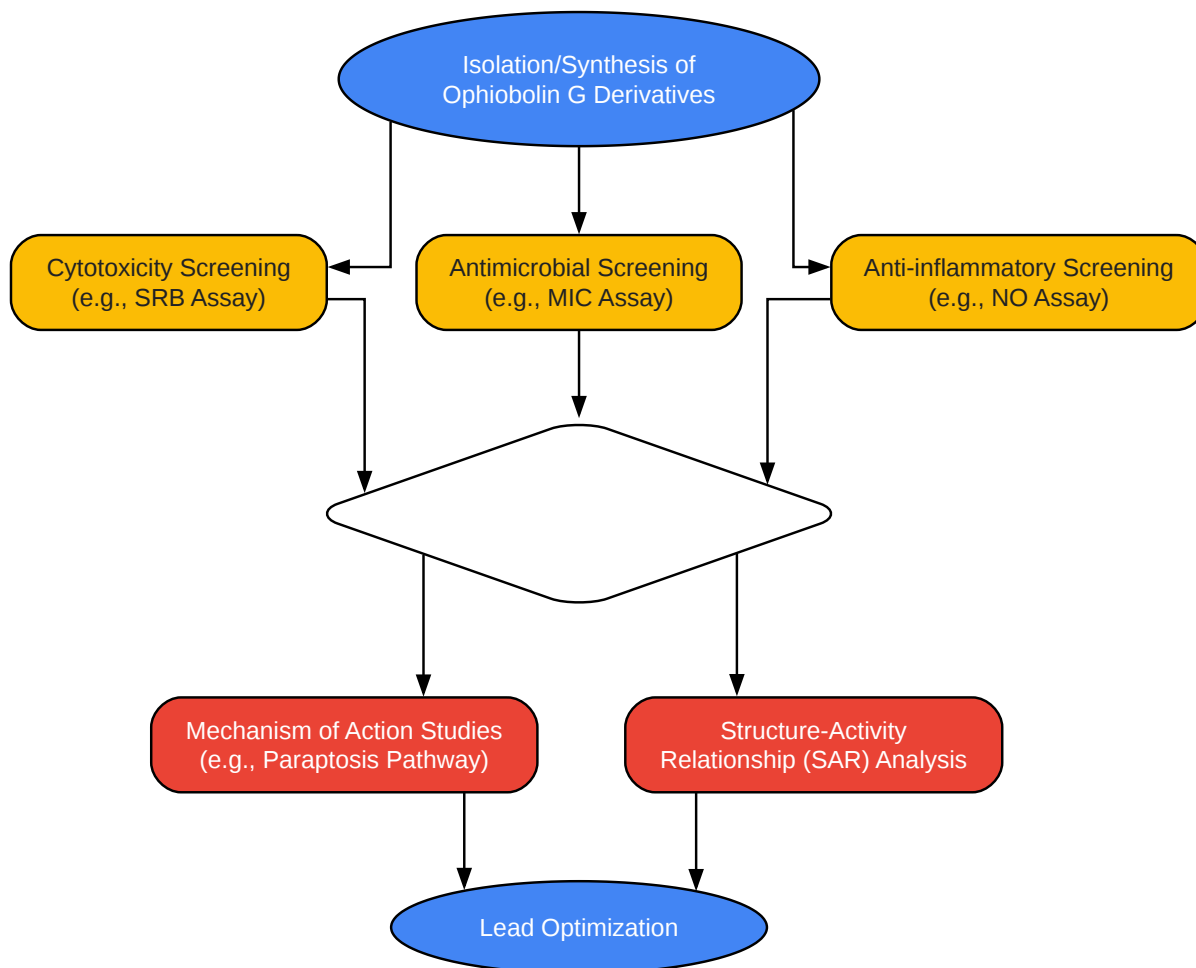 Isolation/Synthesis of
Ophiobolin G Derivatives
Cytotoxicity Screening
(e.g., SRB Assay)
Antimicrobial Screening
(e.g., MIC Assay)
Anti-inflammatory Screening
(e.g., NO Assay)
Mechanism of Action Studies
(e.g., Paraptosis Pathway)
Structure-Activity
Relationship (SAR) Analysis
Lead Optimization